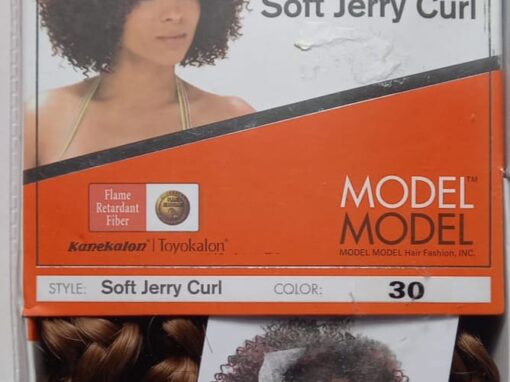 Soft Jerry Curl
Flame
Retardant
Fiber
Kanekalon® | Toyokalon®
MODEL™
MODEL
MODEL MODEL Hair Fashion, INC.
STYLE: Soft Jerry Curl COLOR: 30